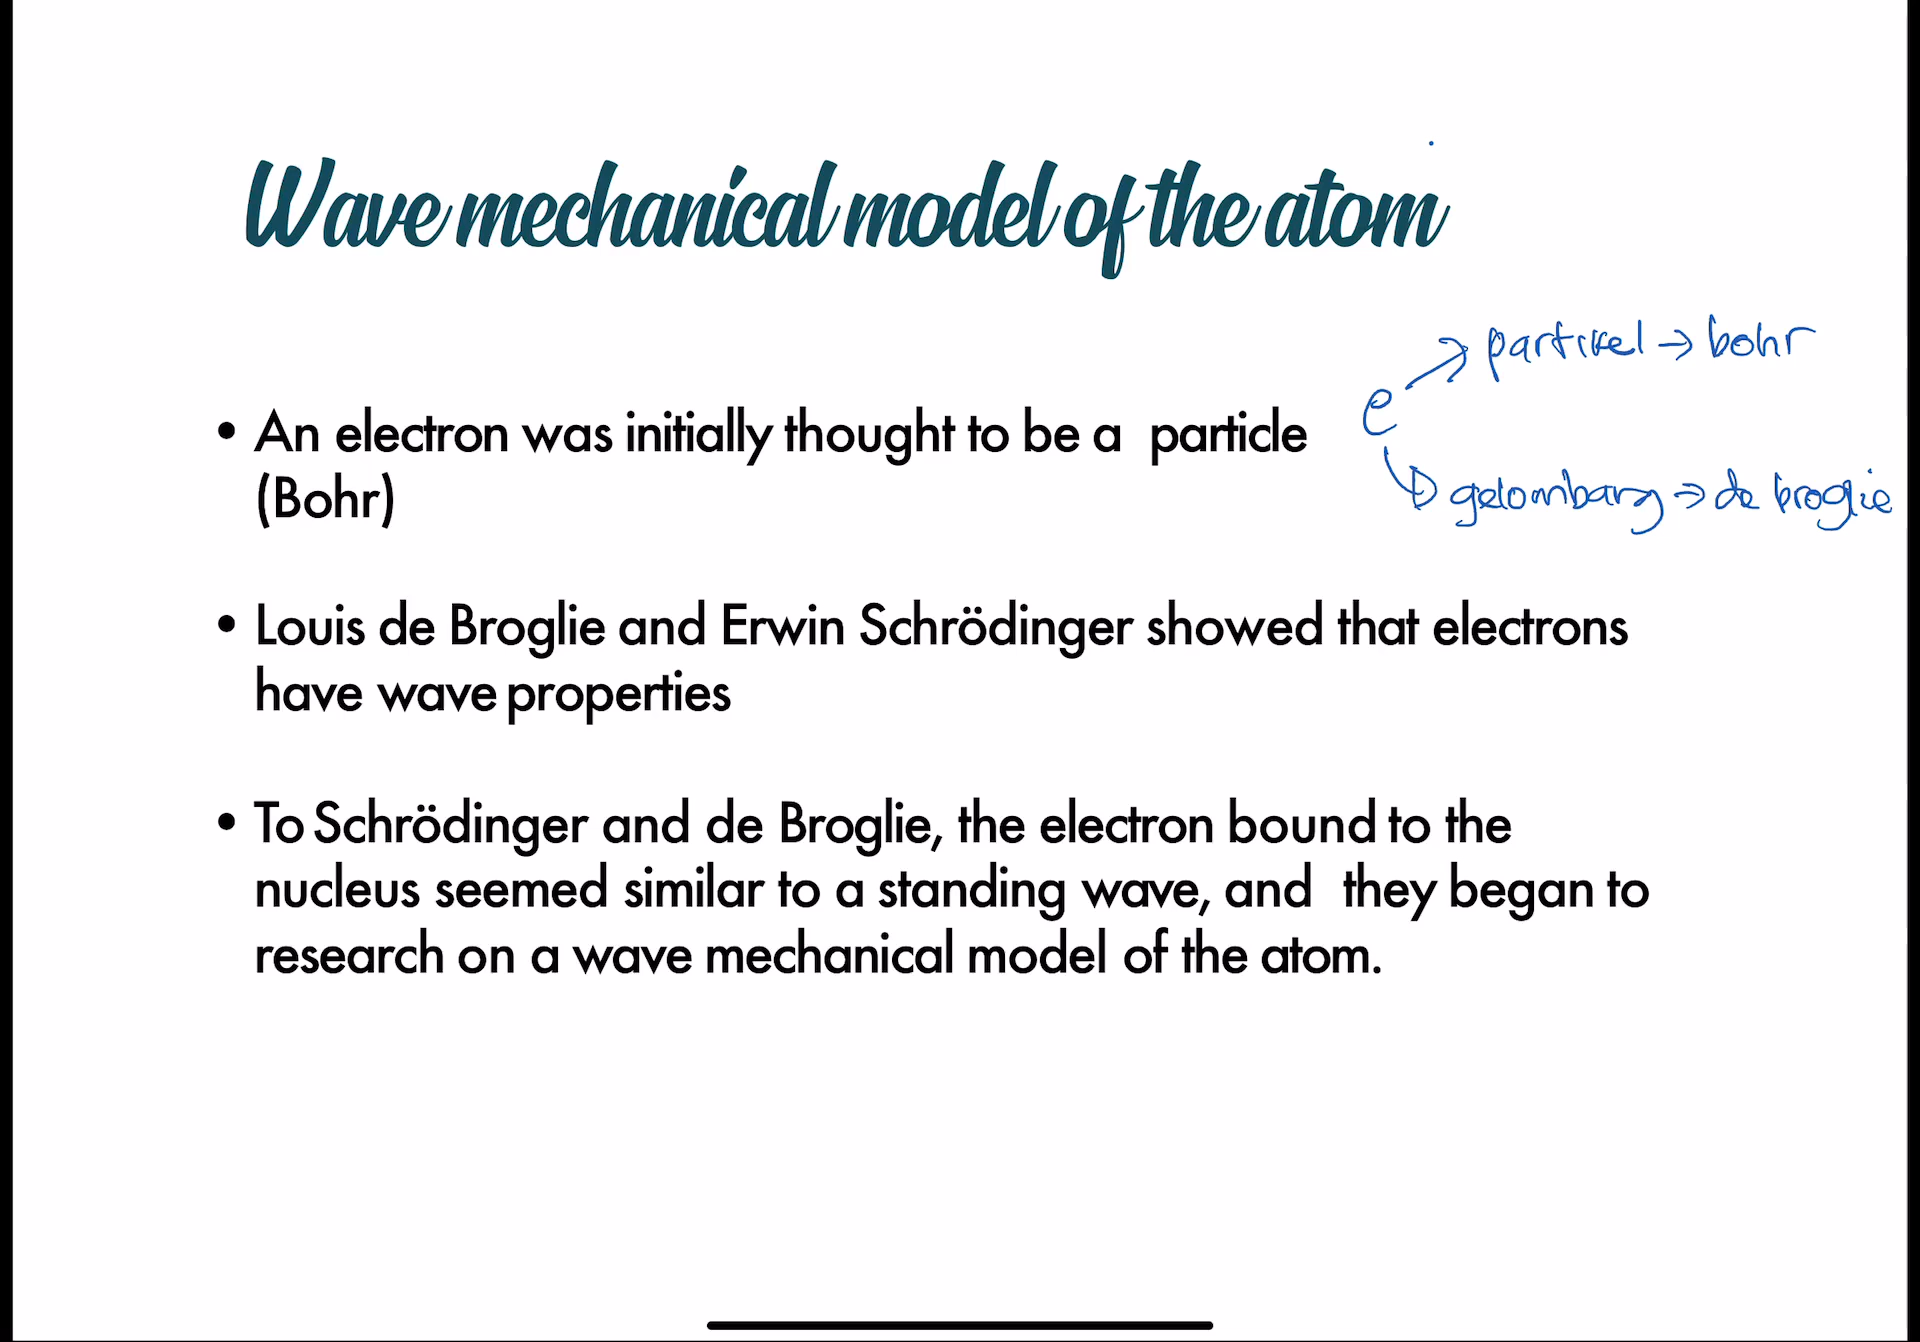 Wave mechanical model of the atom
e → partikel → bohr
→ gelombang → de broglie
• An electron was initially thought to be a particle
(Bohr)
• Louis de Broglie and Erwin Schrödinger showed that electrons
have wave properties
• To Schrödinger and de Broglie, the electron bound to the
nucleus seemed similar to a standing wave, and they began to
research on a wave mechanical model of the atom.